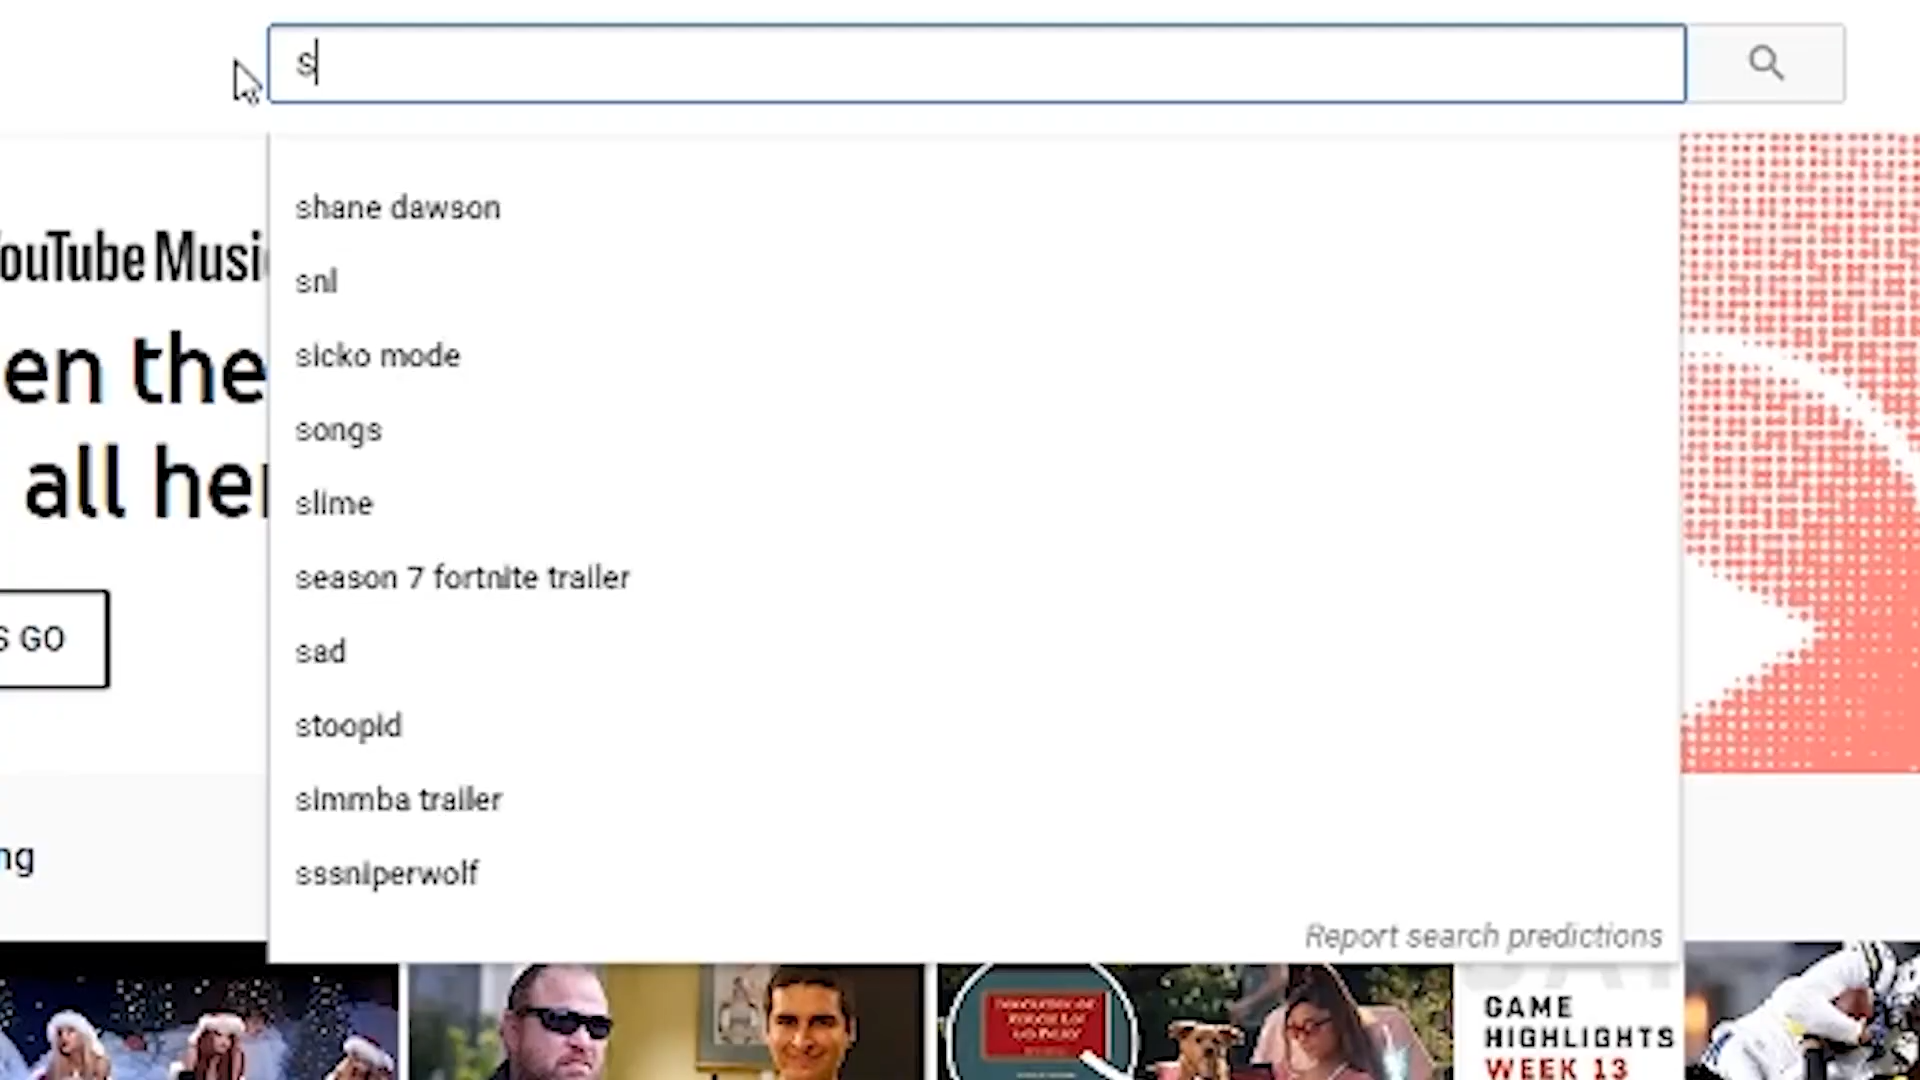 s
shane dawson
snl
sicko mode
songs
slime
season 7 fortnite trailer
sad
stoopid
simmba trailer
sssniperwolf
Report search predictions
ouTube Musi
en the
all her
S GO
ng
GAME
HIGHLIGHTS
WEEK 13